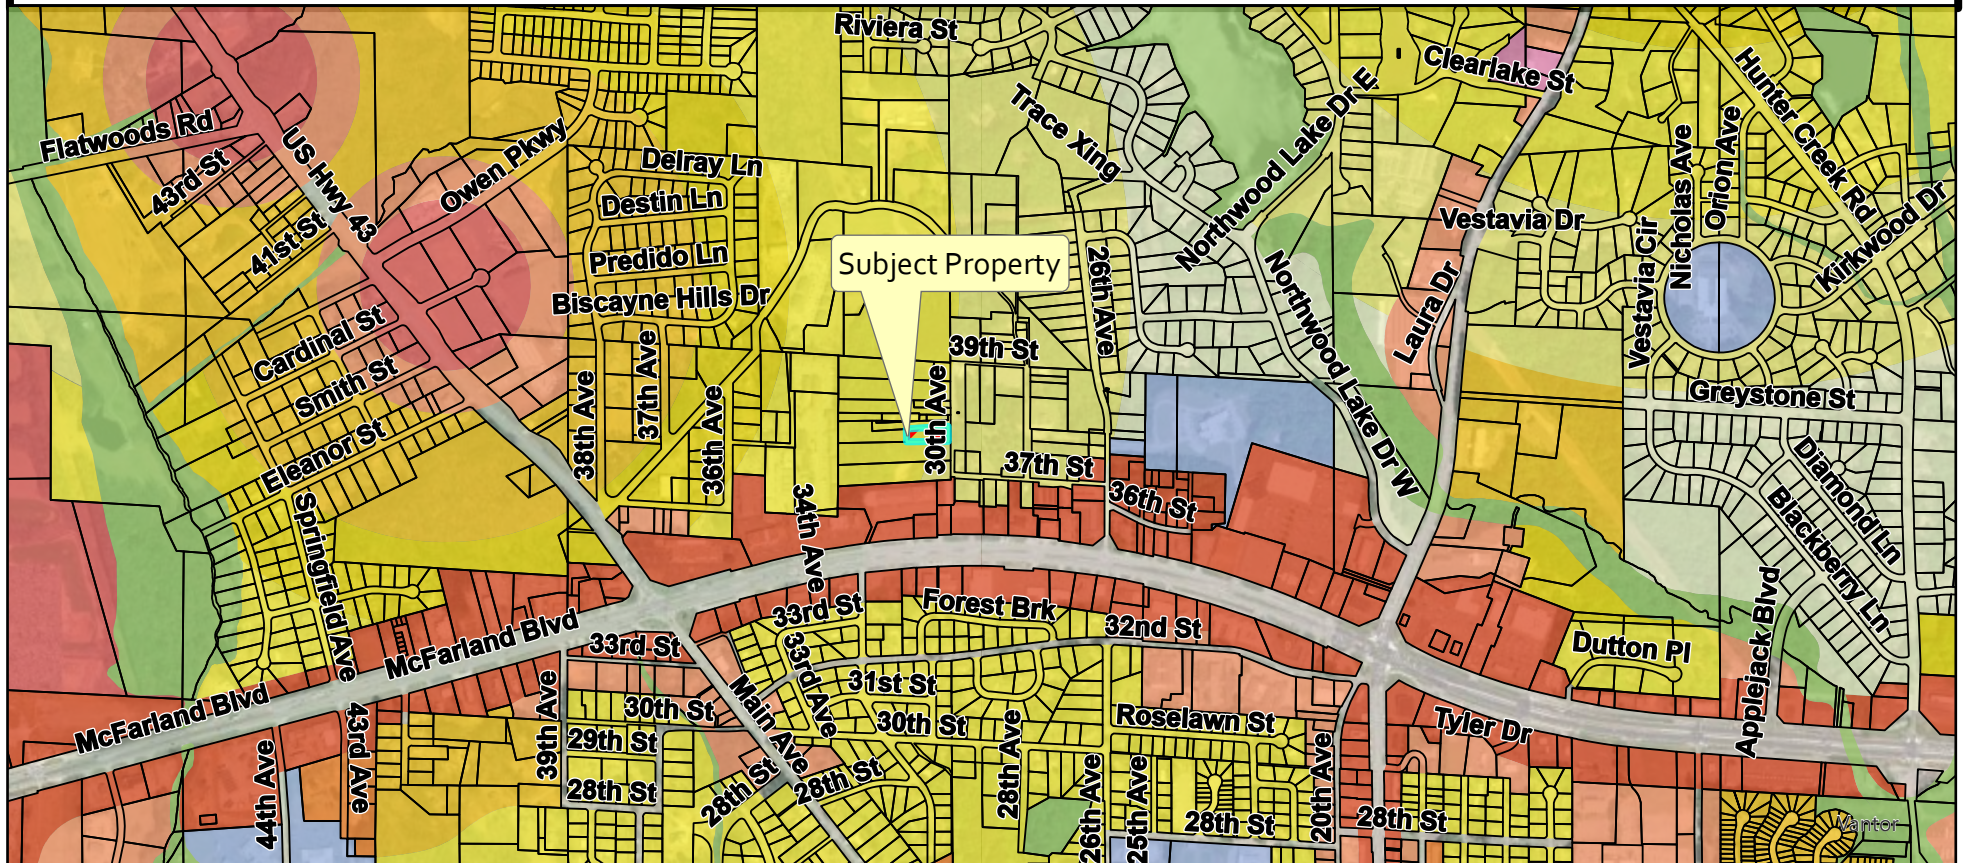 Riviera St
Clearlake St
Hunter Creek Rd
Flatwoods Rd
US Hwy 43
Owen Pkwy
Trace Xing
Northwood Lake Dr E
Nicholas Ave
Orion Ave
43rd St
Delray Ln
Destin Ln
41st St
Vestavia Dr
Kirkwood Dr
Predido Ln
Subject Property
26th Ave
Northwood Lake Dr W
Laura Dr
Vestavia Cir
Biscayne Hills Dr
Cardinal St
39th St
Smith St
38th Ave
37th Ave
36th Ave
30th Ave
Greystone St
Eleanor St
37th St
36th St
Diamond Ln
Blackberry Ln
Springfield Ave
34th Ave
33rd St
Forest Brk
32nd St
Applejack Blvd
McFarland Blvd
33rd St
33rd Ave
31st St
Dutton Pl
McFarland Blvd
43rd Ave
39th Ave
30th St
Main Ave
30th St
28th Ave
Roselawn St
Tyler Dr
29th St
44th Ave
28th St
28th St
28th St
26th Ave
25th Ave
28th St
20th Ave
28th St
Vantor